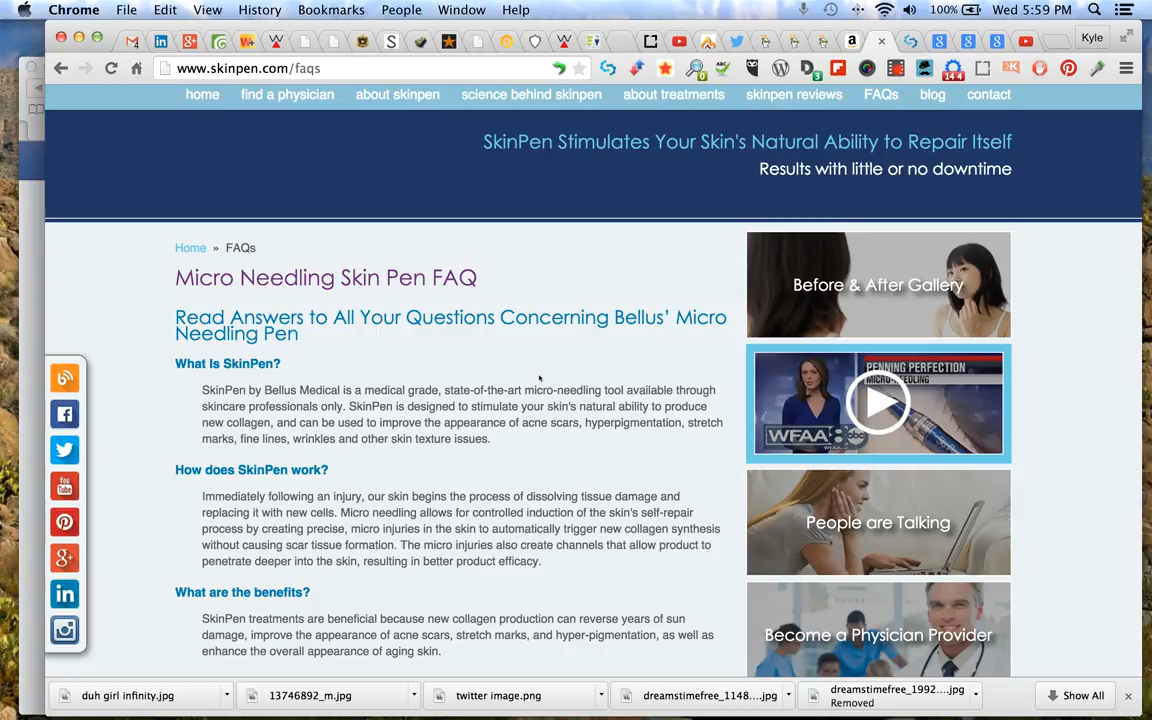 Chrome File Edit View History Bookmarks People Window Help 100% Wed 5:59 PM
Kyle
www.skinpen.com/faqs
home find a physician about skinpen science behind skinpen about treatments skinpen reviews FAQs blog contact
SkinPen Stimulates Your Skin's Natural Ability to Repair Itself
Results with little or no downtime
Home » FAQs
Micro Needling Skin Pen FAQ
Read Answers to All Your Questions Concerning Bellus' Micro
Needling Pen
What Is SkinPen?
SkinPen by Bellus Medical is a medical grade, state-of-the-art micro-needling tool available through
skincare professionals only. SkinPen is designed to stimulate your skin's natural ability to produce
new collagen, and can be used to improve the appearance of acne scars, hyperpigmentation, stretch
marks, fine lines, wrinkles and other skin texture issues.
How does SkinPen work?
Immediately following an injury, our skin begins the process of dissolving tissue damage and
replacing it with new cells. Micro needling allows for controlled induction of the skin's self-repair
process by creating precise, micro injuries in the skin to automatically trigger new collagen synthesis
without causing scar tissue formation. The micro injuries also create channels that allow product to
penetrate deeper into the skin, resulting in better product efficacy.
What are the benefits?
SkinPen treatments are beneficial because new collagen production can reverse years of sun
damage, improve the appearance of acne scars, stretch marks, and hyper-pigmentation, as well as
enhance the overall appearance of aging skin.
Before & After Gallery
PENNING PERFECTION
MICRO-NEEDLING
WFAA 8 abc
People are Talking
Become a Physician Provider
You
Tube
duh girl infinity.jpg
13746892_m.jpg
twitter image.png
dreamstimefree_1148....jpg
dreamstimefree_1992....jpg
Removed
Show All